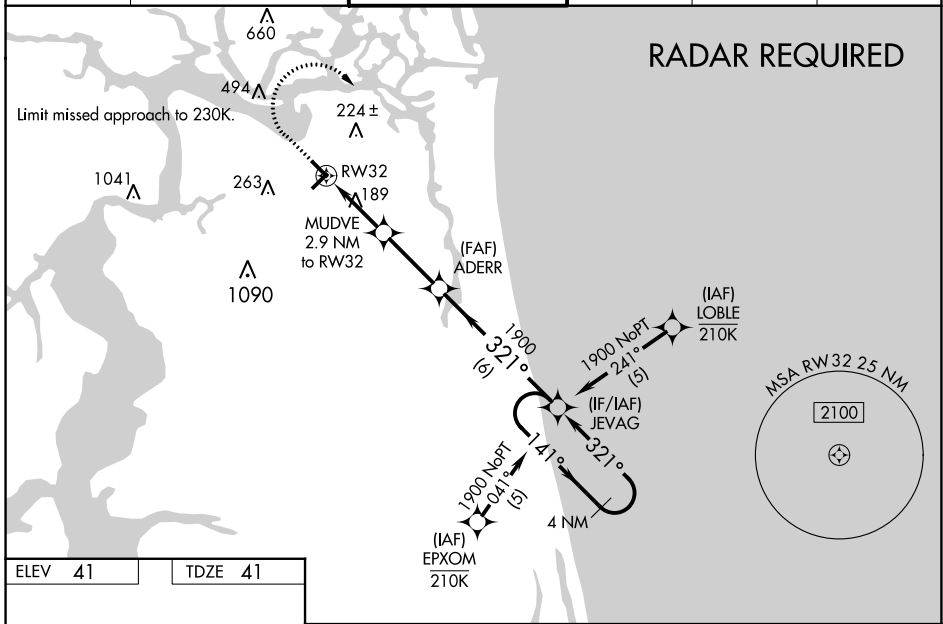 660
RADAR REQUIRED
494
Limit missed approach to 230K.
224 ±
RW32
1041
263
189
MUDVE
2.9 NM
to RW32
(FAF)
ADERR
1090
(IAF)
LOBLE
210K
1900
321°
(6)
1900 NoPT
241°
(5)
MSA RW32 25 NM
2100
(IF/IAF)
JEVAG
141°
321°
1900 NoPT
041°
(5)
4 NM
(IAF)
EPXOM
210K
ELEV 41
TDZE 41